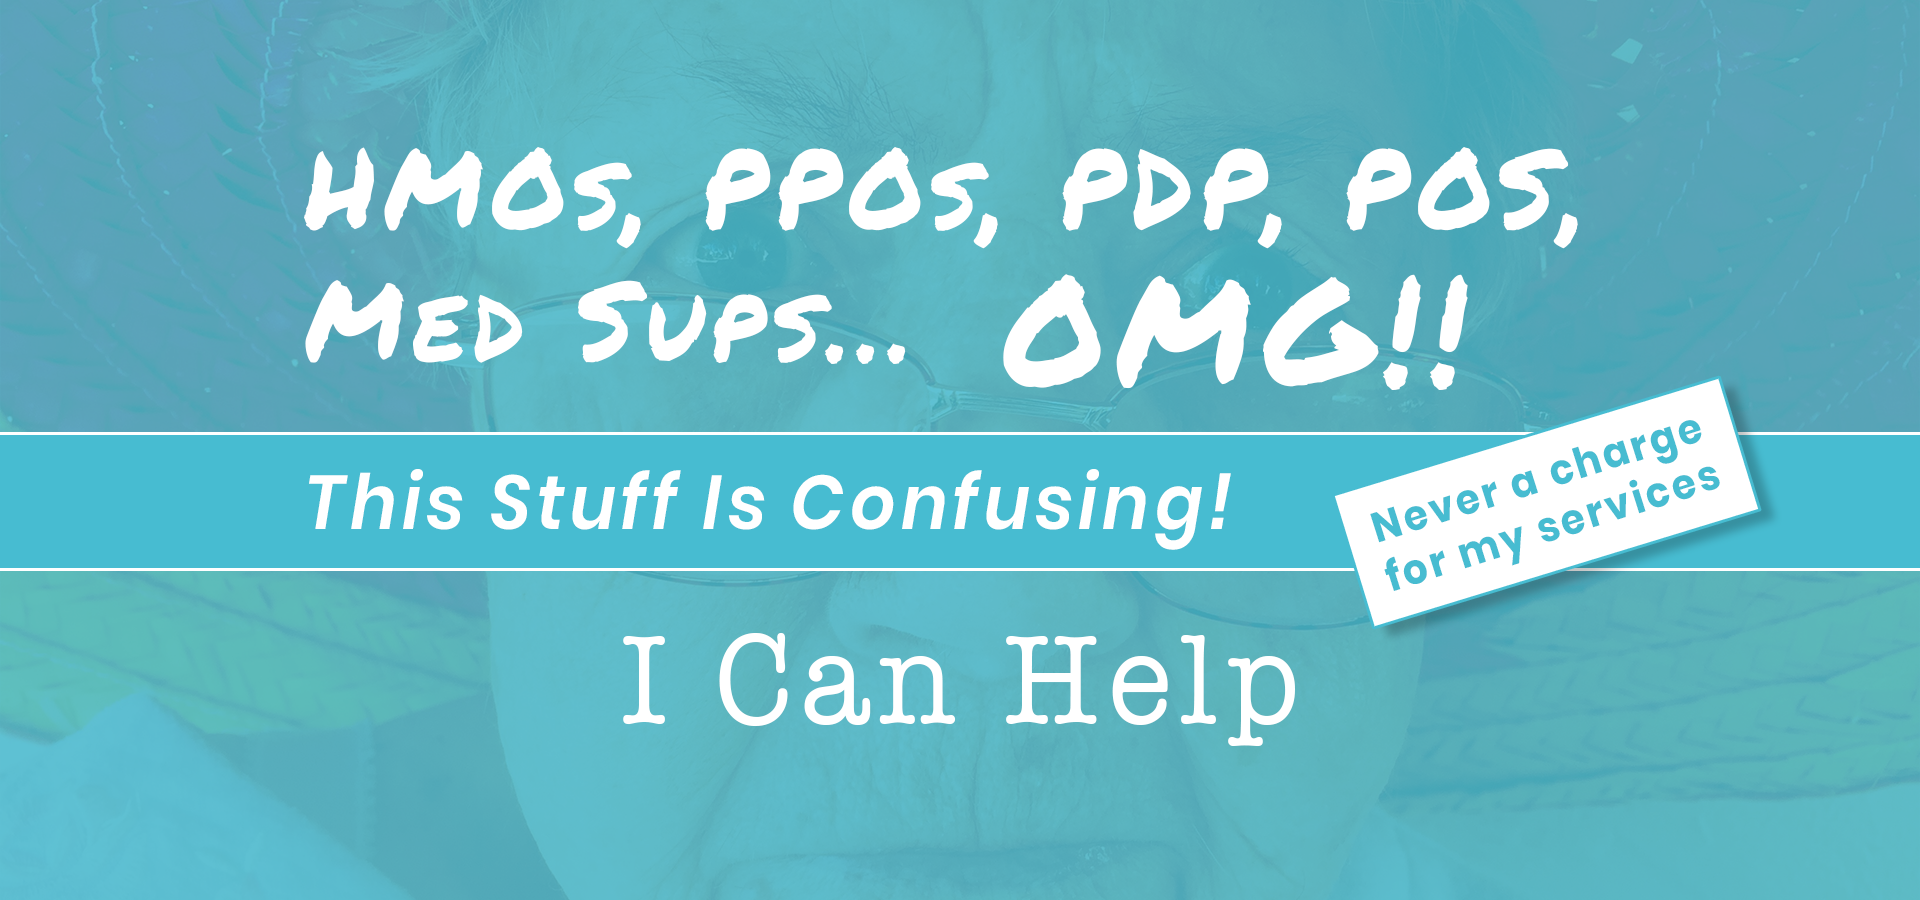 HMOs, PPOs, PDP, POS,
Med Sups... OMG!!
This Stuff Is Confusing!
Never a charge
for my services
I Can Help